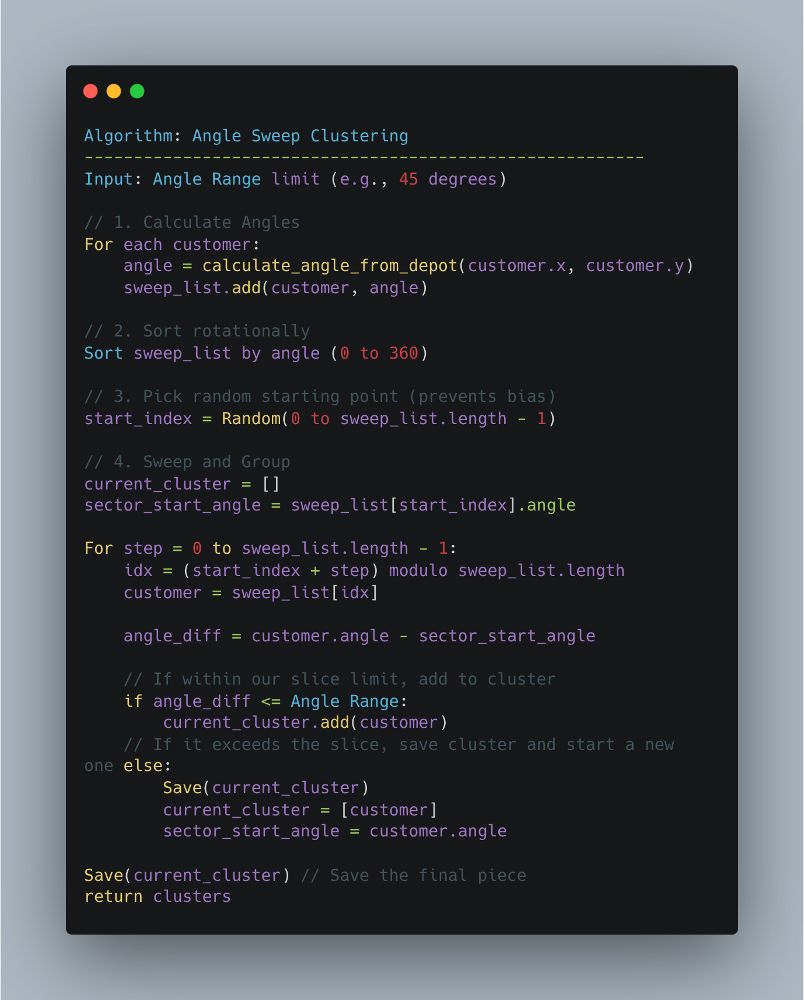 Algorithm: Angle Sweep Clustering
---------------------------------------------------------
Input: Angle Range limit (e.g., 45 degrees)

// 1. Calculate Angles
For each customer:
    angle = calculate_angle_from_depot(customer.x, customer.y)
    sweep_list.add(customer, angle)

// 2. Sort rotationally
Sort sweep_list by angle (0 to 360)

// 3. Pick random starting point (prevents bias)
start_index = Random(0 to sweep_list.length - 1)

// 4. Sweep and Group
current_cluster = []
sector_start_angle = sweep_list[start_index].angle

For step = 0 to sweep_list.length - 1:
    idx = (start_index + step) modulo sweep_list.length
    customer = sweep_list[idx]

    angle_diff = customer.angle - sector_start_angle

    // If within our slice limit, add to cluster
    if angle_diff <= Angle Range:
        current_cluster.add(customer)
    // If it exceeds the slice, save cluster and start a new
one else:
        Save(current_cluster)
        current_cluster = [customer]
        sector_start_angle = customer.angle

Save(current_cluster) // Save the final piece
return clusters